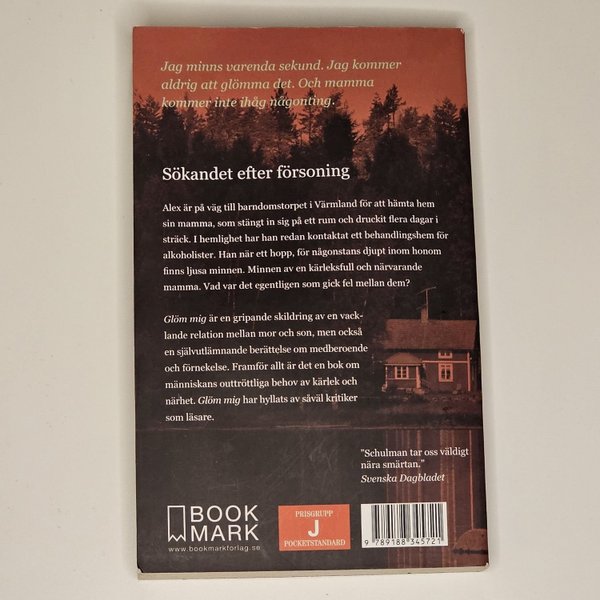 Jag minns varenda sekund. Jag kommer
aldrig att glömma det. Och mamma
kommer inte ihåg någonting.
Sökandet efter försoning
Alex är på väg till barndomstorpet i Värmland för att hämta hem
sin mamma, som stängt in sig på ett rum och druckit flera dagar i
sträck. I hemlighet har han redan kontaktat ett behandlingshem för
alkoholister. Han när ett hopp, för någonstans djupt inom honom
finns ljusa minnen. Minnen av en kärleksfull och närvarande
mamma. Vad var det egentligen som gick fel mellan dem?
Glöm mig är en gripande skildring av en vack-
lande relation mellan mor och son, men också
en självutlämnande berättelse om medberoende
och förnekelse. Framför allt är det en bok om
människans outtröttliga behov av kärlek och
närhet. Glöm mig har hyllats av såväl kritiker
som läsare.
"Schulman tar oss väldigt
nära smärtan."
Svenska Dagbladet
BOOK
MARK
www.bookmarkforlag.se
PRISGRUPP
J
POCKETSTANDARD
9 789188 345721